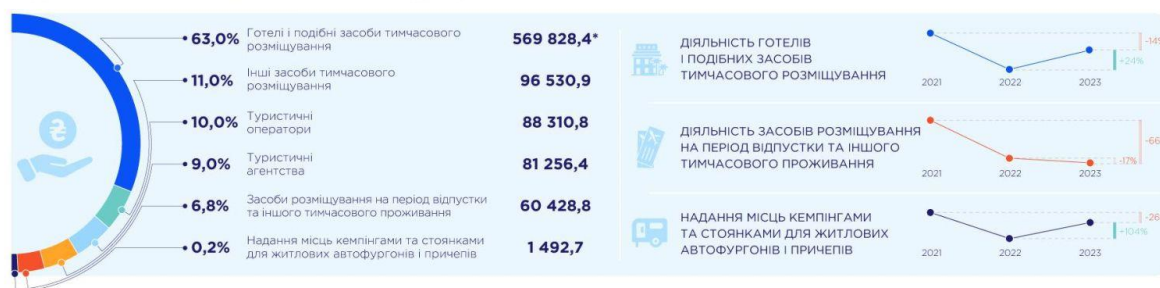 63,0% Готелі і подібні засоби тимчасового
розміщування 569 828,4*
11,0% Інші засоби тимчасового
розміщування 96 530,9
10,0% Туристичні
оператори 88 310,8
9,0% Туристичні
агентства 81 256,4
6,8% Засоби розміщування на період відпустки
та іншого тимчасового проживання 60 428,8
0,2% Надання місць кемпінгами та стоянками
для житлових автофургонів і причепів 1 492,7
ДІЯЛЬНІСТЬ ГОТЕЛІВ
І ПОДІБНИХ ЗАСОБІВ
ТИМЧАСОВОГО РОЗМІЩУВАННЯ
-14%
+24%
2021 2022 2023
ДІЯЛЬНІСТЬ ЗАСОБІВ РОЗМІЩУВАННЯ
НА ПЕРІОД ВІДПУСТКИ ТА ІНШОГО
ТИМЧАСОВОГО ПРОЖИВАННЯ
-66
-17%
2021 2022 2023
НАДАННЯ МІСЦЬ КЕМПІНГАМИ
ТА СТОЯНКАМИ ДЛЯ ЖИТЛОВИХ
АВТОФУРГОНІВ І ПРИЧЕПІВ
-26
+104%
2021 2022 2023